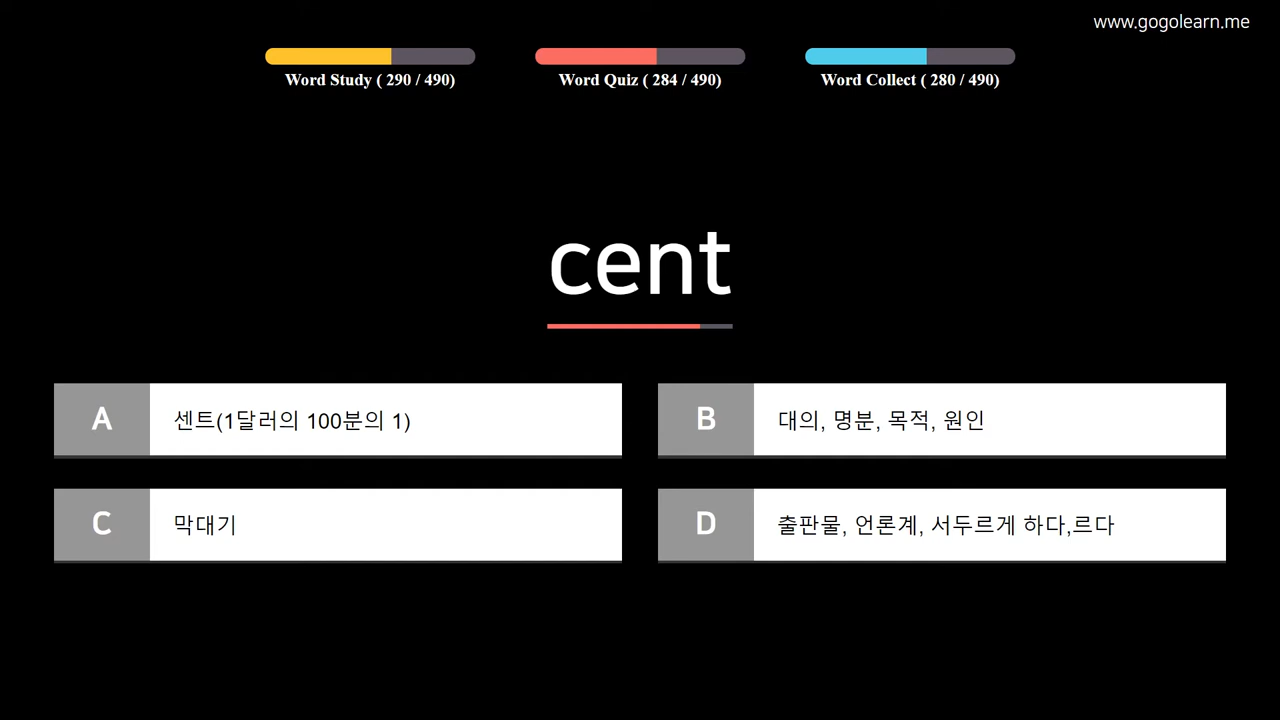 www.gogolearn.me
Word Study ( 290 / 490)
Word Quiz ( 284 / 490)
Word Collect ( 280 / 490)
cent
A 센트(1달러의 100분의 1)
B 대의, 명분, 목적, 원인
C 막대기
D 출판물, 언론계, 서두르게 하다,르다